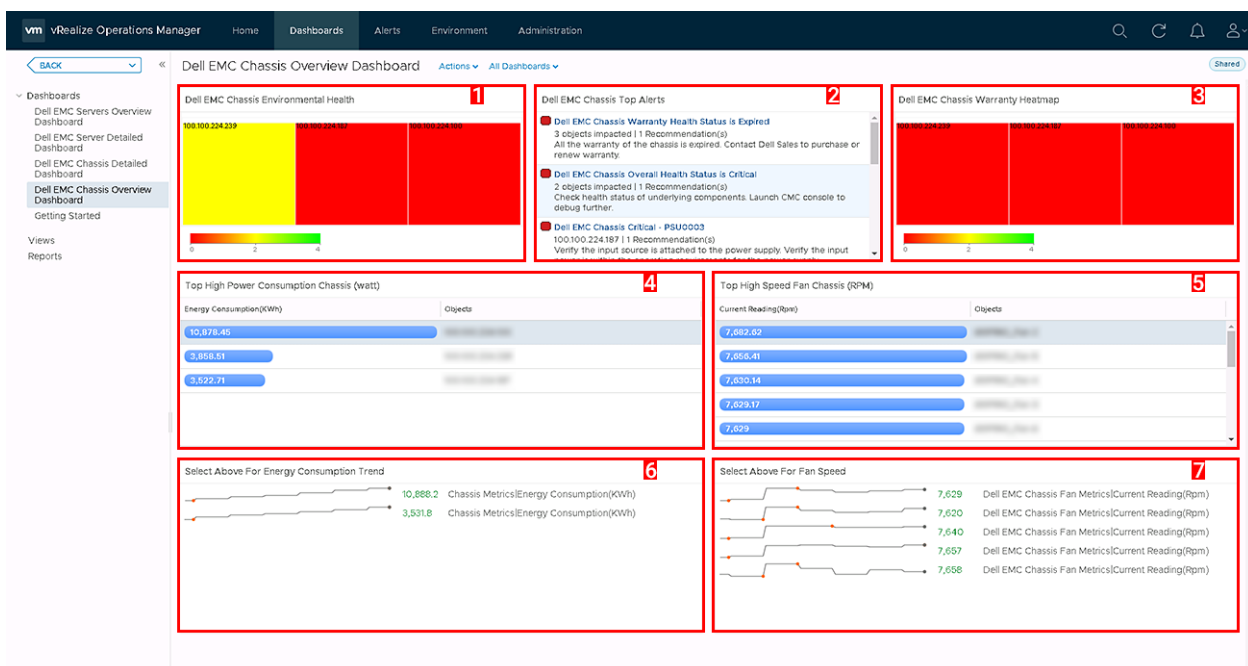 vm vRealize Operations Manager Home Dashboards Alerts Environment Administration
BACK
Dell EMC Chassis Overview Dashboard Actions All Dashboards Shared
Dashboards
Dell EMC Servers Overview
Dashboard
Dell EMC Server Detailed
Dashboard
Dell EMC Chassis Detailed
Dashboard
Dell EMC Chassis Overview
Dashboard
Getting Started
Views
Reports
Dell EMC Chassis Environmental Health 1
100.100.224.239 100.100.224.187
0 2 4
Dell EMC Chassis Top Alerts 2
Dell EMC Chassis Warranty Health Status is Expired
3 objects impacted | 1 Recommendation(s)
All the warranty of the chassis is expired. Contact Dell Sales to purchase or
renew warranty.
Dell EMC Chassis Overall Health Status is Critical
2 objects impacted | 1 Recommendation(s)
Check health status of underlying components. Launch CMC console to
debug further.
Dell EMC Chassis Critical - PSU0003
100.100.224.187 | 1 Recommendation(s)
Verify the input source is attached to the power supply. Verify the input
Dell EMC Chassis Warranty Heatmap 3
100.100.224.239 100.100.224.187
0 2 4
Top High Power Consumption Chassis (watt) 4
Energy Consumption(KWh) Objects
10,878.45
3,858.51
3,522.71
Top High Speed Fan Chassis (RPM) 5
Current Reading(Rpm) Objects
7,682.62
7,656.41
7,630.14
7,629.17
7,629
Select Above For Energy Consumption Trend 6
10,888.2 Chassis Metrics|Energy Consumption(KWh)
3,531.8 Chassis Metrics|Energy Consumption(KWh)
Select Above For Fan Speed 7
7,629 Dell EMC Chassis Fan Metrics|Current Reading(Rpm)
7,620 Dell EMC Chassis Fan Metrics|Current Reading(Rpm)
7,640 Dell EMC Chassis Fan Metrics|Current Reading(Rpm)
7,657 Dell EMC Chassis Fan Metrics|Current Reading(Rpm)
7,658 Dell EMC Chassis Fan Metrics|Current Reading(Rpm)